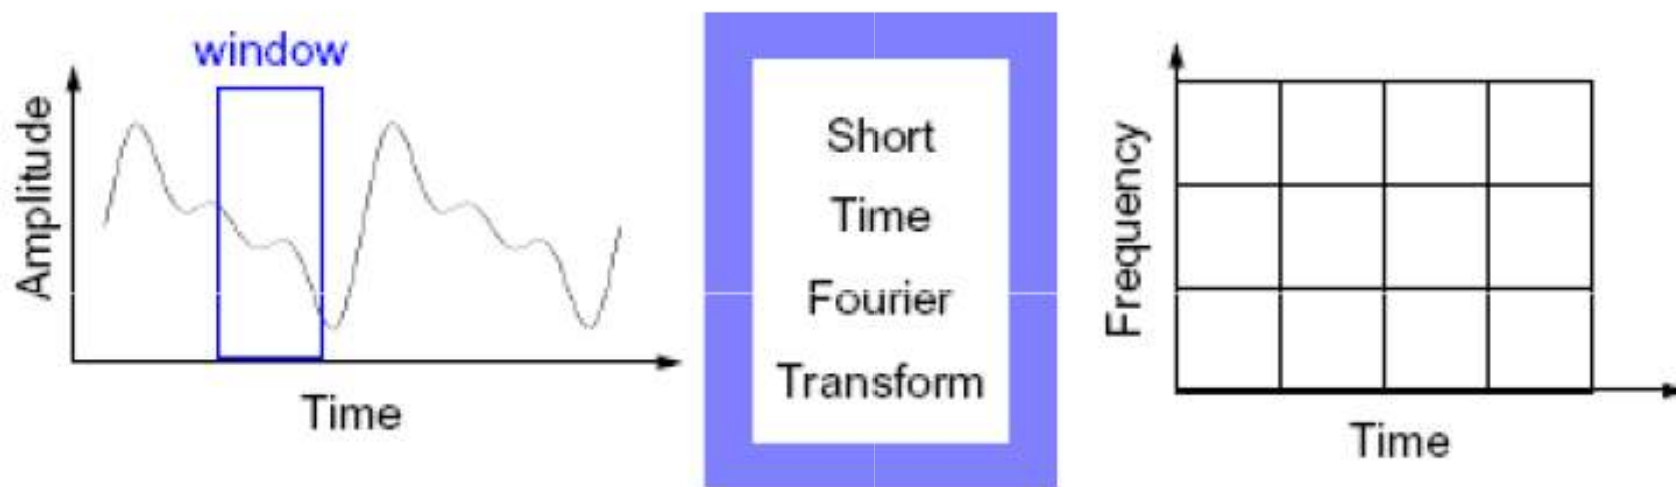 window
Amplitude
Time
Short
Time
Fourier
Transform
Frequency
Time